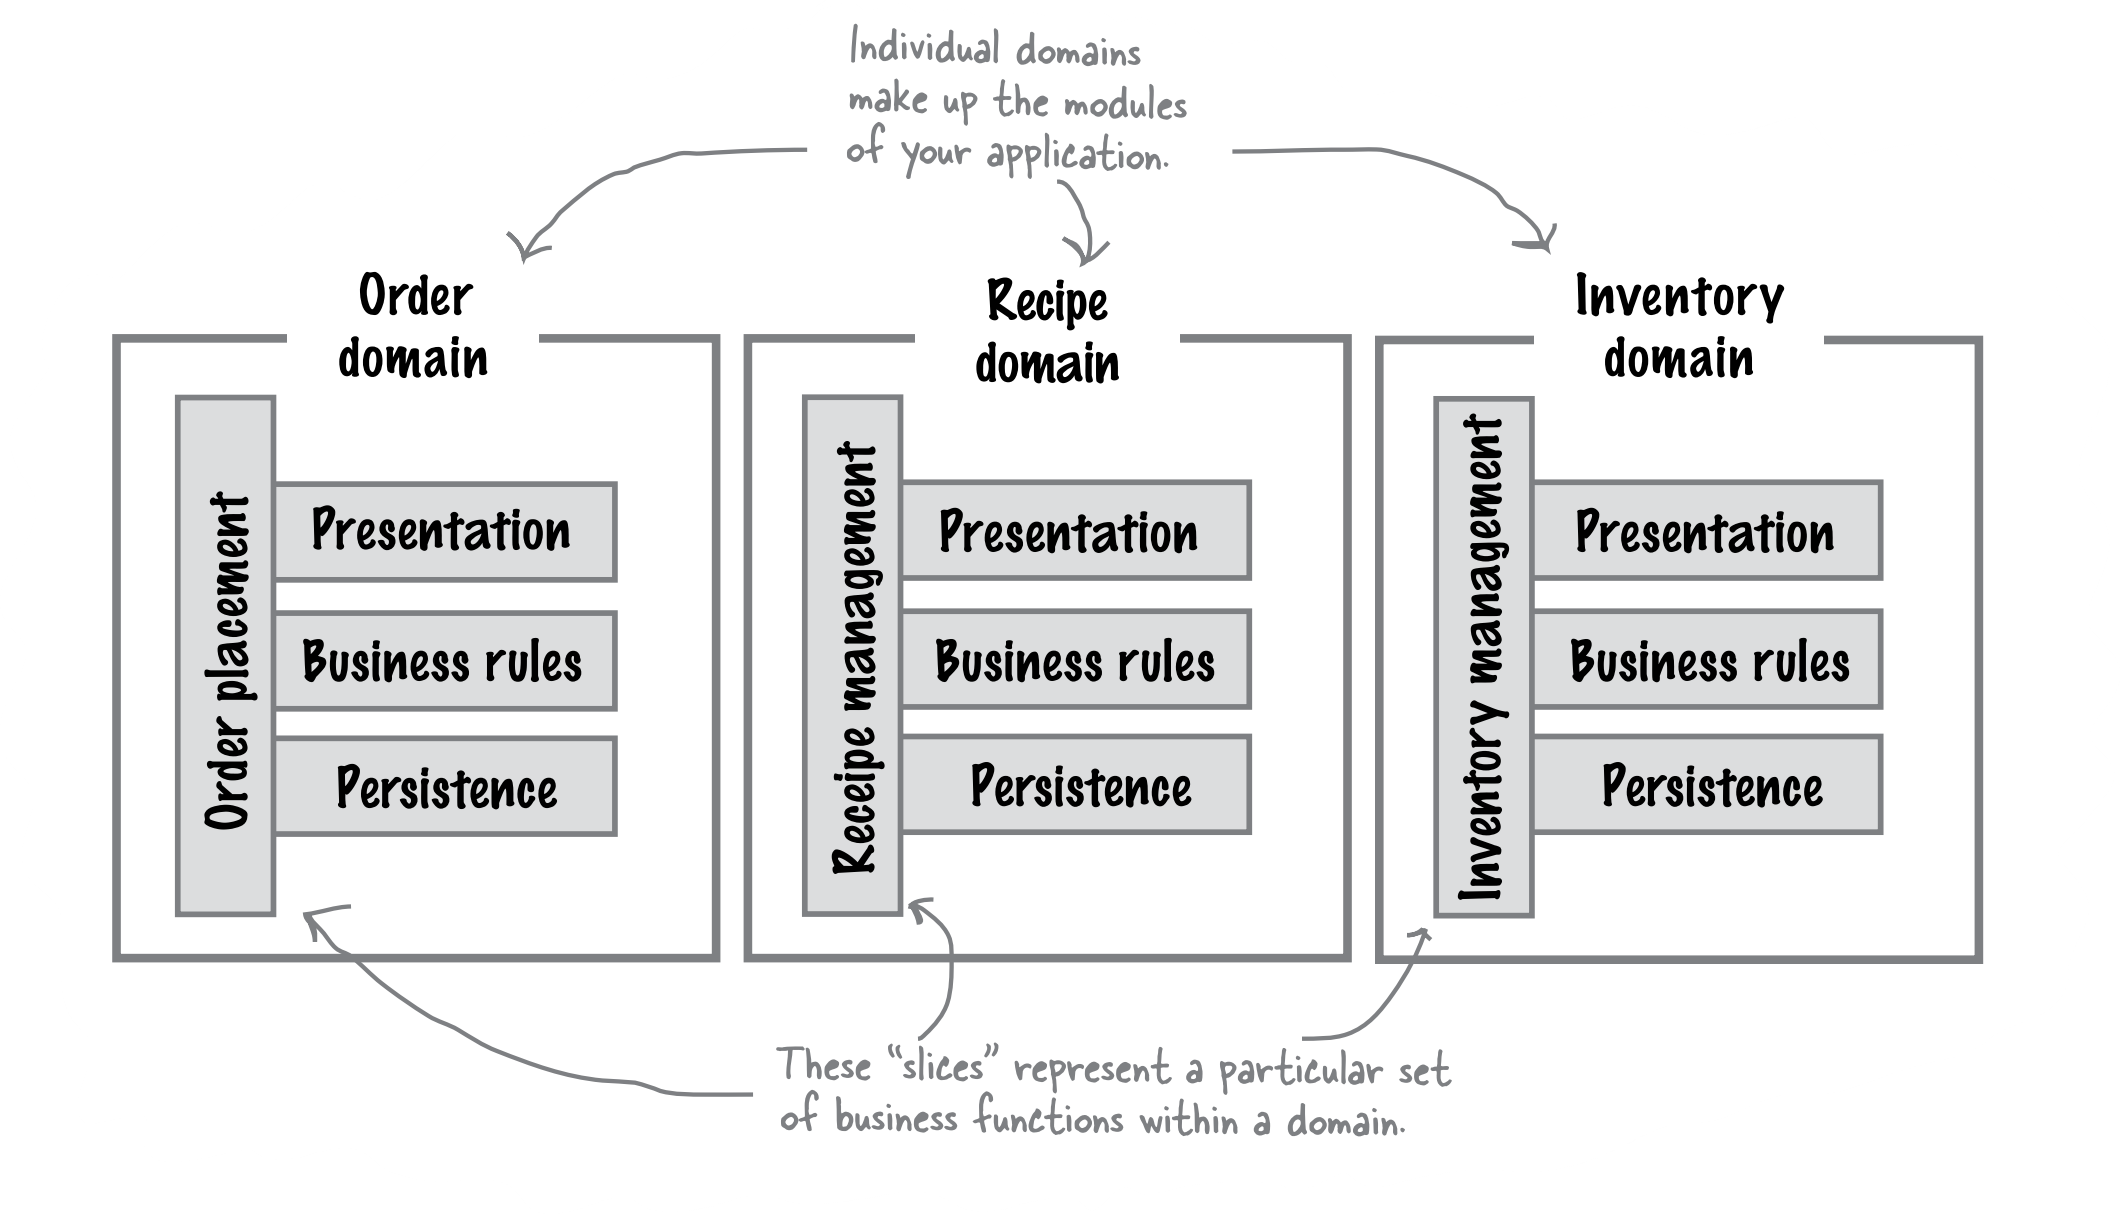 Individual domains
make up the modules
of your application.
Order
domain
Recipe
domain
Inventory
domain
Order placement
Presentation
Business rules
Persistence
Receipe management
Presentation
Business rules
Persistence
Inventory management
Presentation
Business rules
Persistence
These “slices” represent a particular set
of business functions within a domain.